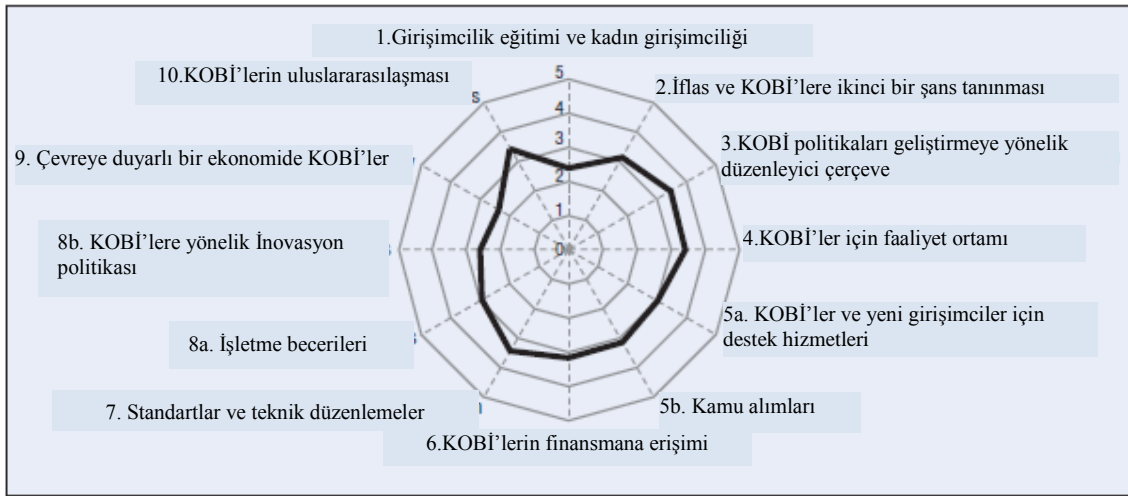 1.Girişimcilik eğitimi ve kadın girişimciliği
10.KOBİ’lerin uluslararasılaşması
2.İflas ve KOBİ’lere ikinci bir şans tanınması
9. Çevreye duyarlı bir ekonomide KOBİ’ler
3.KOBİ politikaları geliştirmeye yönelik
düzenleyici çerçeve
8b. KOBİ’lere yönelik İnovasyon
politikası
4.KOBİ’ler için faaliyet ortamı
8a. İşletme becerileri
5a. KOBİ’ler ve yeni girişimciler için
destek hizmetleri
7. Standartlar ve teknik düzenlemeler
5b. Kamu alımları
6.KOBİ’lerin finansmana erişimi
5
4
3
2
1
0